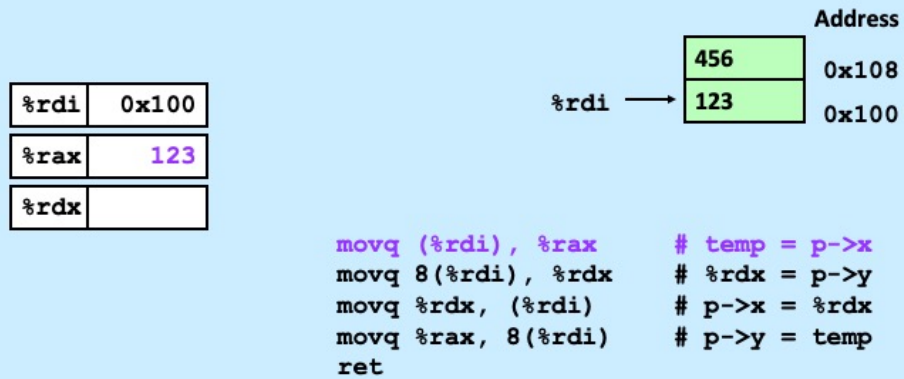 Address
456 0x108
%rdi 123 0x100
%rdi 0x100
%rax 123
%rdx
movq (%rdi), %rax # temp = p->x
movq 8(%rdi), %rdx # %rdx = p->y
movq %rdx, (%rdi) # p->x = %rdx
movq %rax, 8(%rdi) # p->y = temp
ret